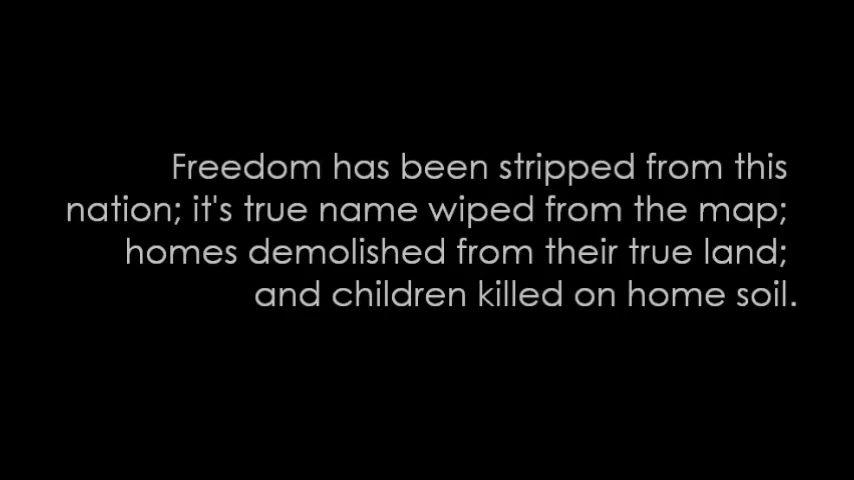 Freedom has been stripped from this
nation; it's true name wiped from the map;
homes demolished from their true land;
and children killed on home soil.